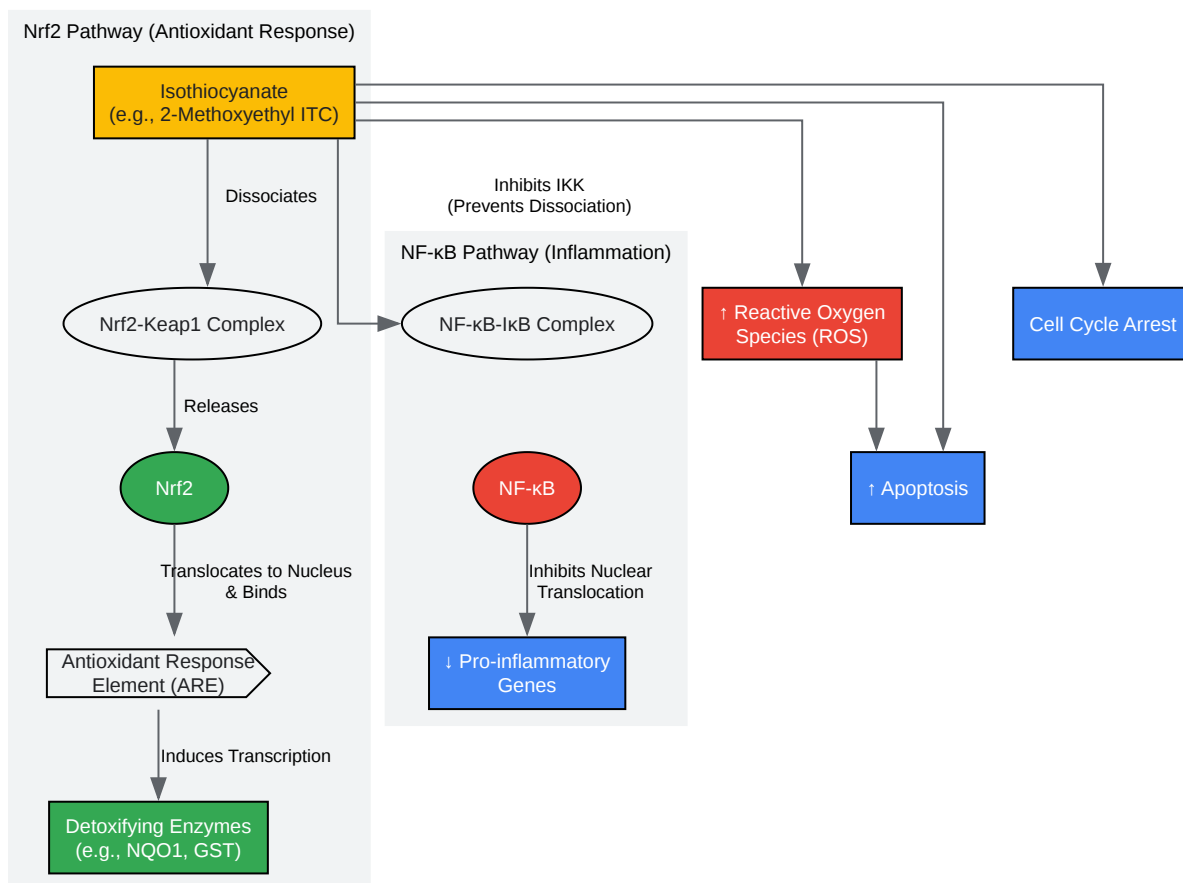 Nrf2 Pathway (Antioxidant Response)
Isothiocyanate
(e.g., 2-Methoxyethyl ITC)
Dissociates
Inhibits IKK
(Prevents Dissociation)
NF-κB Pathway (Inflammation)
Nrf2-Keap1 Complex
NF-κB-IκB Complex
↑ Reactive Oxygen
Species (ROS)
Cell Cycle Arrest
Releases
Nrf2
NF-κB
↑ Apoptosis
Translocates to Nucleus
& Binds
Inhibits Nuclear
Translocation
Antioxidant Response
Element (ARE)
↓ Pro-inflammatory
Genes
Induces Transcription
Detoxifying Enzymes
(e.g., NQO1, GST)